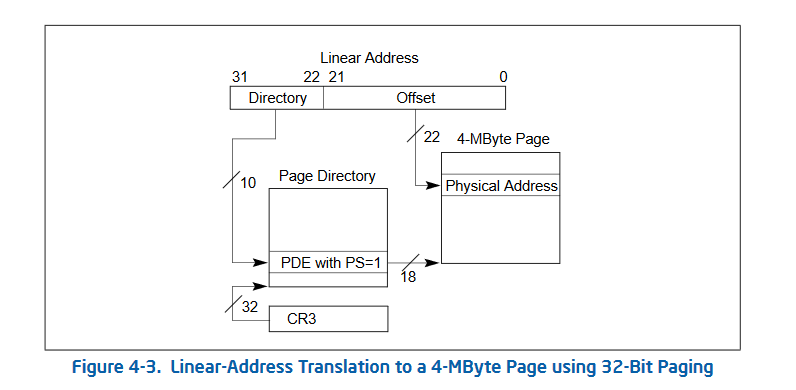 Linear Address
31 22 21 0
Directory Offset
22 4-MByte Page
10 Page Directory Physical Address
PDE with PS=1
18
32 CR3
Figure 4-3. Linear-Address Translation to a 4-MByte Page using 32-Bit Paging